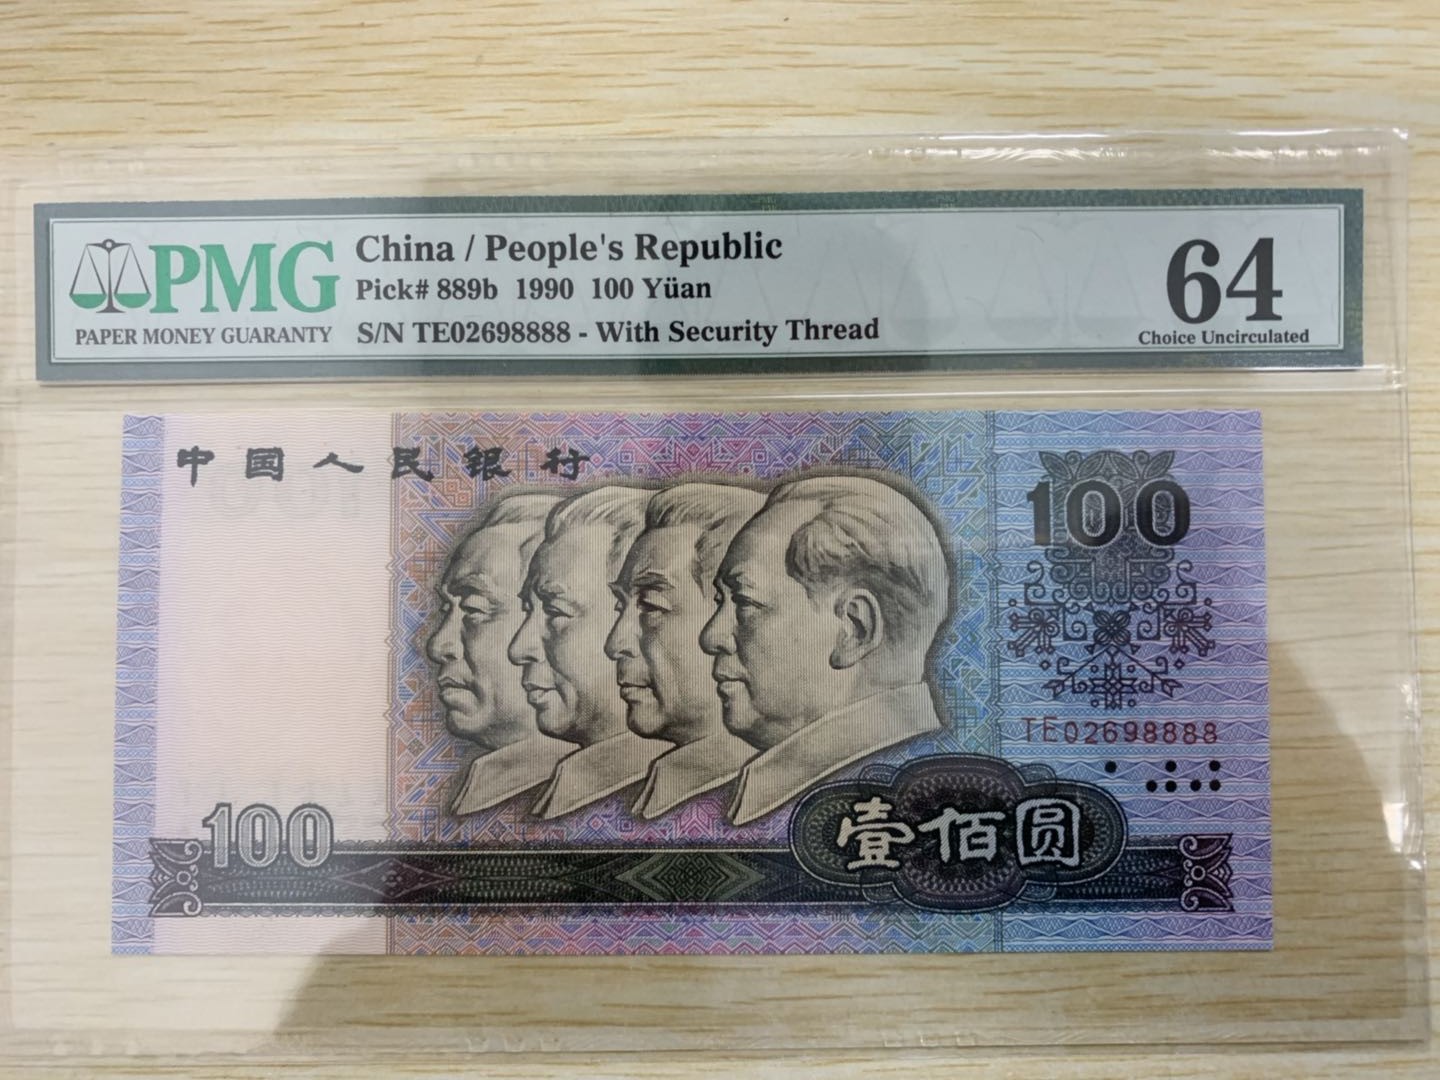 PMG
PAPER MONEY GUARANTY
China / People's Republic
Pick# 889b 1990 100 Yüan
S/N TE02698888 - With Security Thread
64
Choice Uncirculated
中国人民银行
100
TE02698888
100
壹佰圆